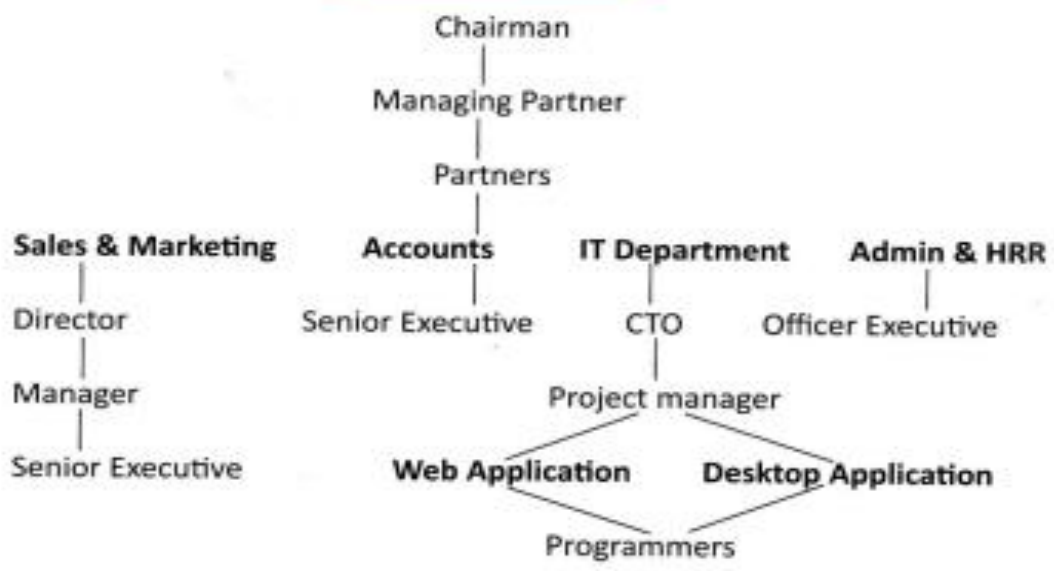 Chairman
Managing Partner
Partners
Sales & Marketing Accounts IT Department Admin & HRR
Director Senior Executive CTO Officer Executive
Manager Project manager
Senior Executive Web Application Desktop Application
Programmers